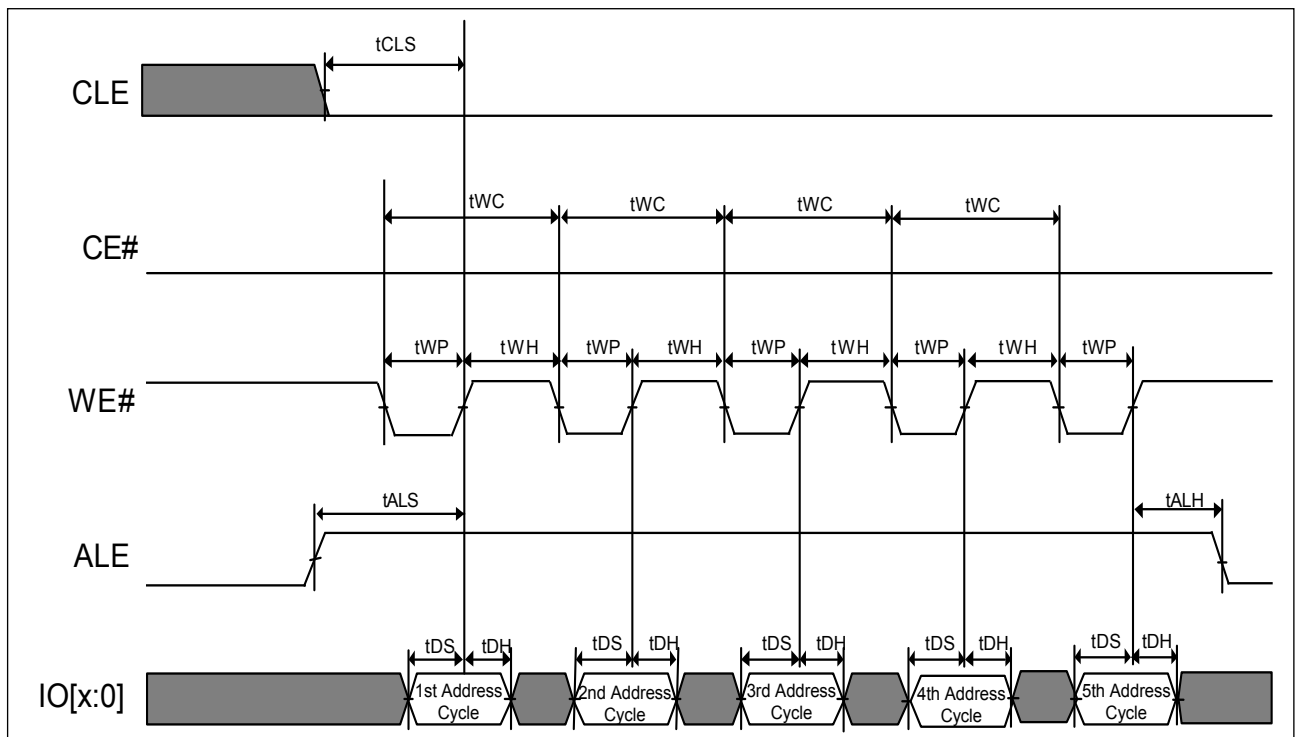 tCLS
CLE
tWC tWC tWC tWC
CE#
tWP tWH tWP tWH tWP tWH tWP tWH tWP
WE#
tALS tALH
ALE
tDS tDH tDS tDH tDS tDH tDS tDH tDS tDH
IO[x:0]
1st Address Cycle
2nd Address Cycle
3rd Address Cycle
4th Address Cycle
5th Address Cycle